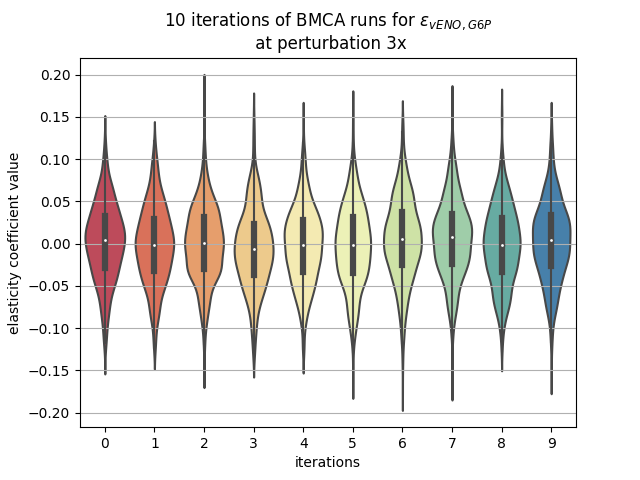 10 iterations of BMCA runs for ε_{vENO, G6P}
at perturbation 3x
elasticity coefficient value
0.20
0.15
0.10
0.05
0.00
−0.05
−0.10
−0.15
−0.20
0 1 2 3 4 5 6 7 8 9
iterations